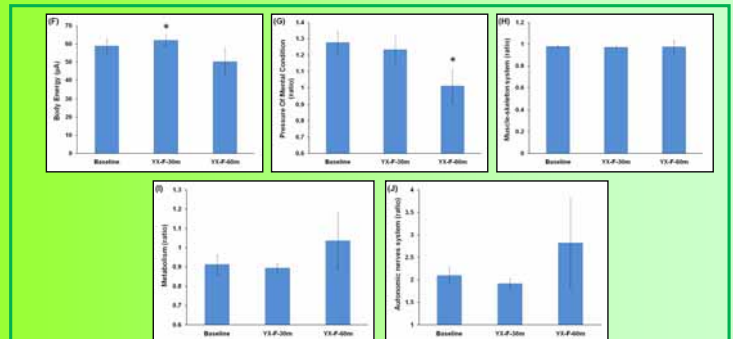 (F)
Body Energy (µA)
70
60
50
40
30
20
10
0
Baseline YX-F-30m YX-F-60m
*
(G)
Pressure Of Mental Condition
(ratio)
1.4
1.3
1.2
1.1
1
0.9
0.8
0.7
0.6
Baseline YX-F-30m YX-F-60m
*
(H)
Muscle-skeleton system (ratio)
1.2
1
0.8
0.6
0.4
0.2
0
Baseline YX-F-30m YX-F-60m
(I)
Metabolism (ratio)
1.3
1.2
1.1
1
0.9
0.8
0.7
0.6
Baseline YX-F-30m YX-F-60m
(J)
Autonomic nerves system (ratio)
4
3.5
3
2.5
2
1.5
1
Baseline YX-F-30m YX-F-60m